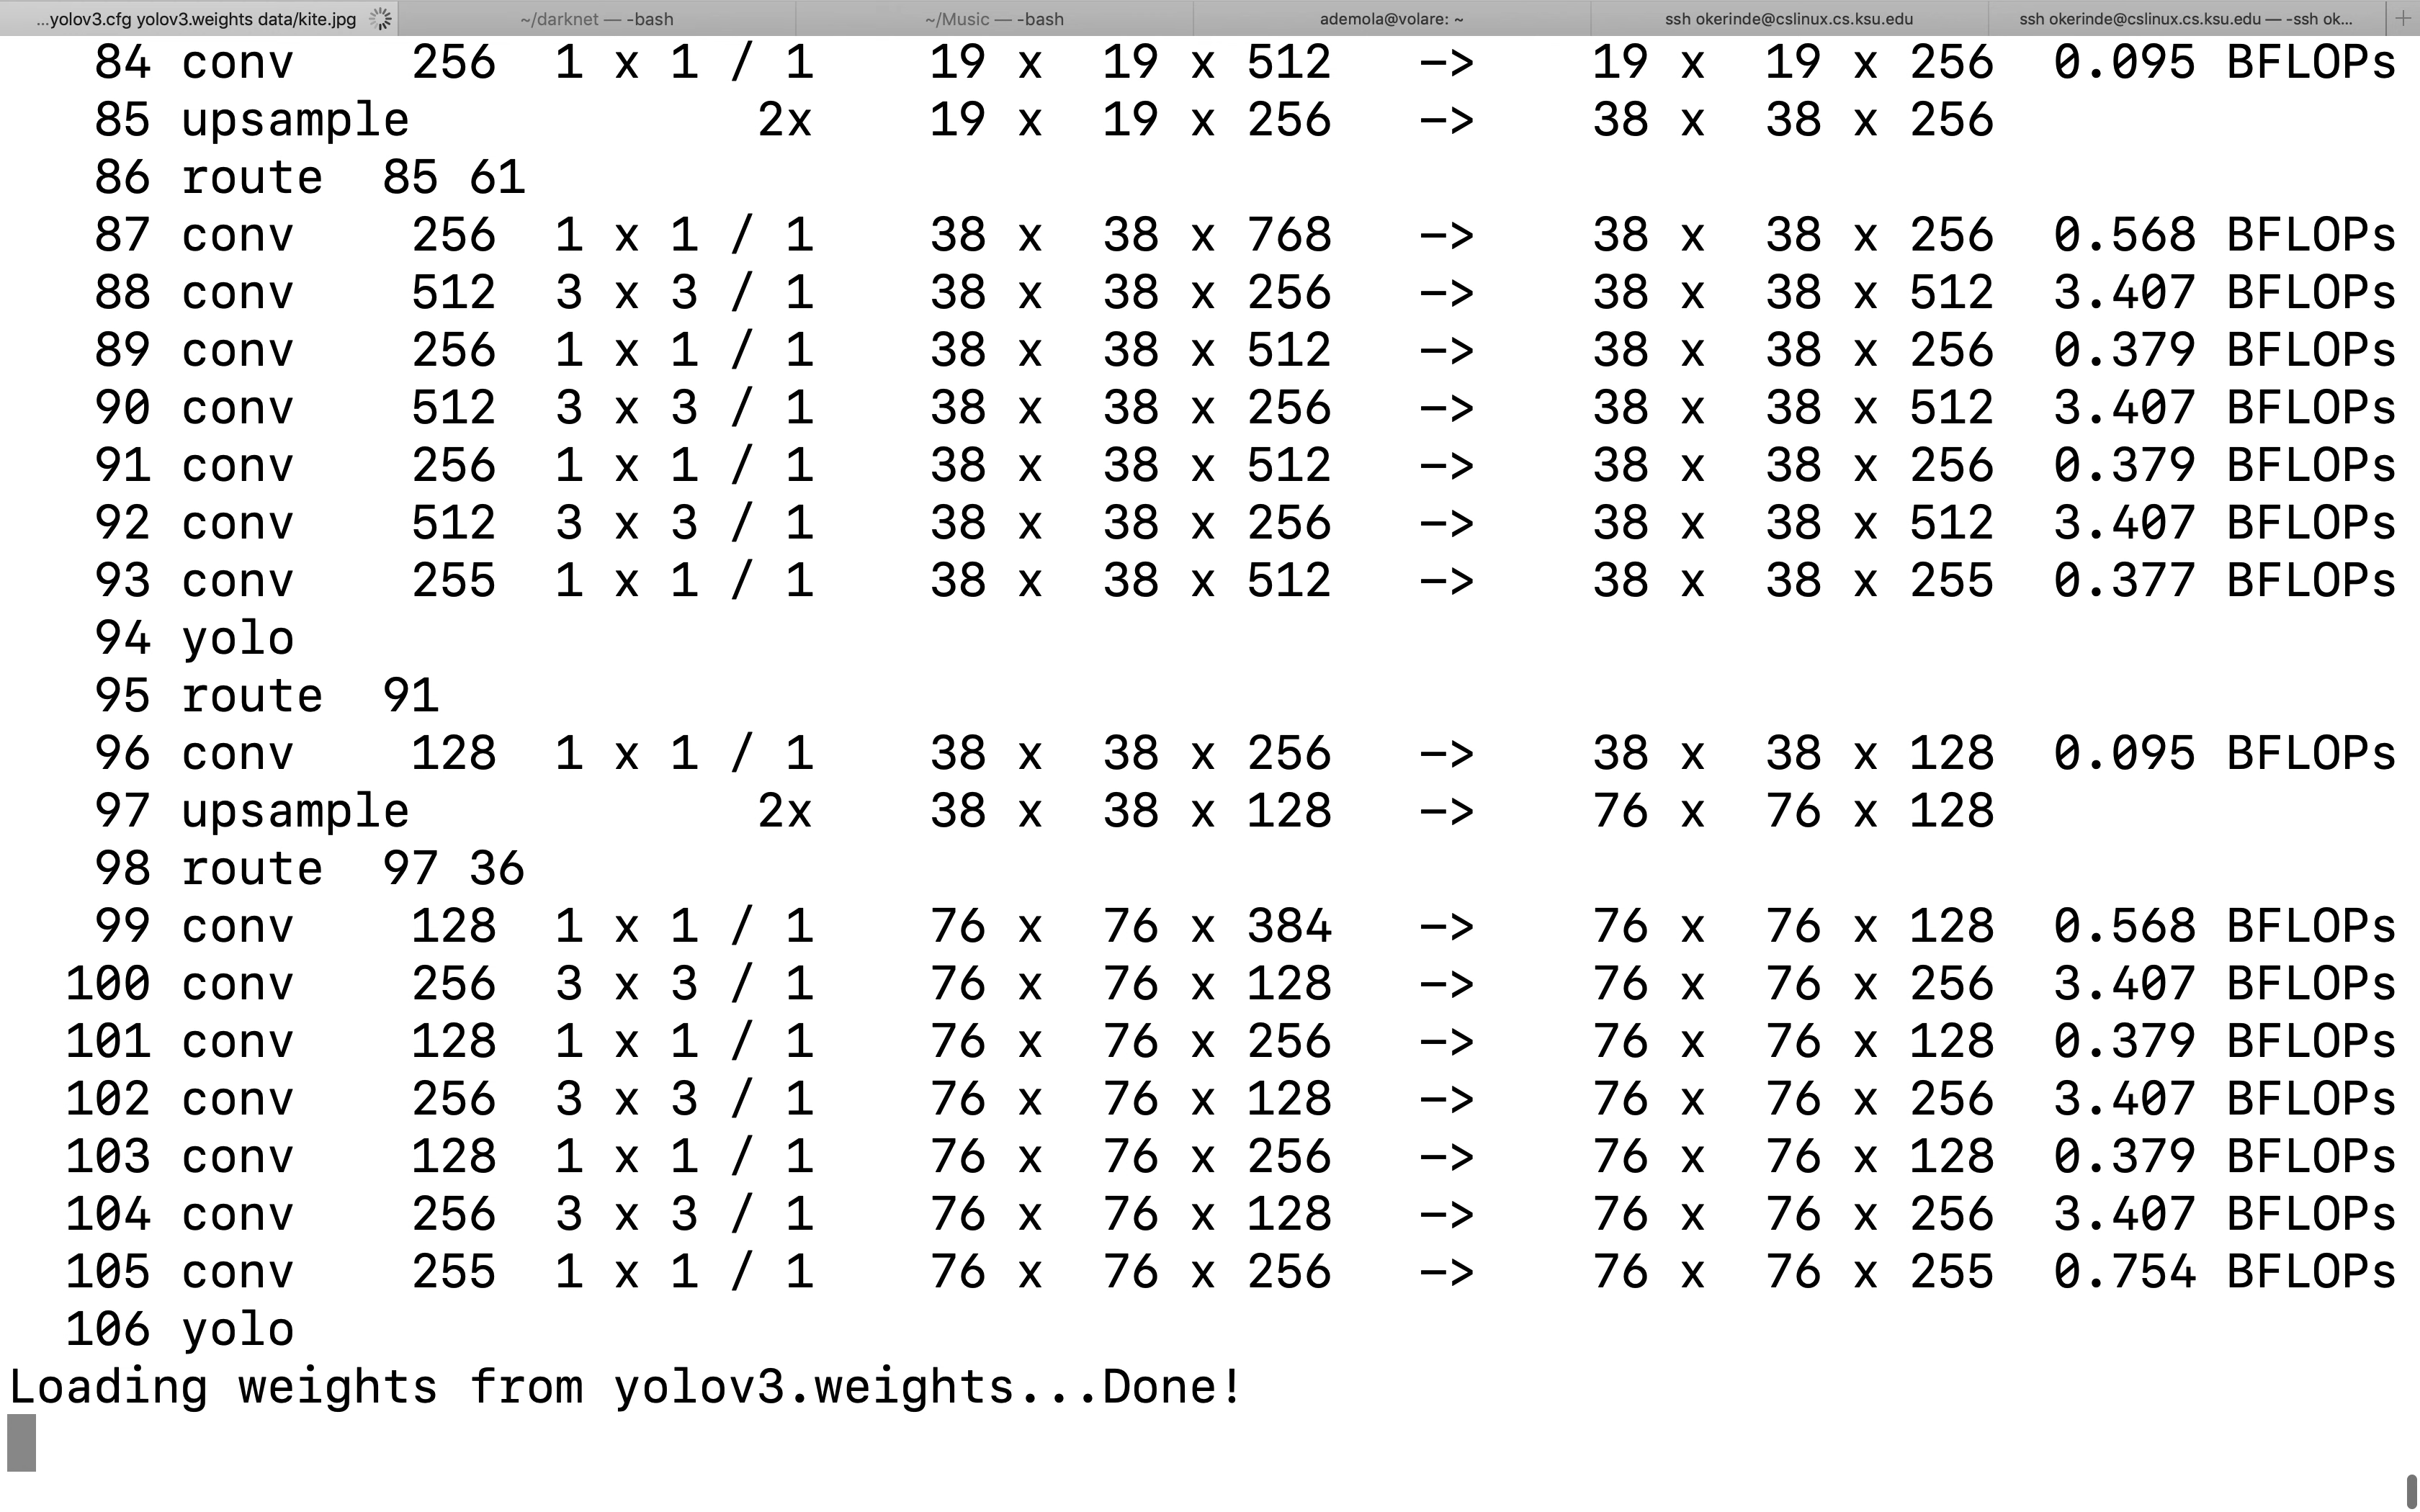 ...yolov3.cfg yolov3.weights data/kite.jpg ~/darknet — -bash ~/Music — -bash ademola@volare: ~ ssh okerinde@cslinux.cs.ksu.edu ssh okerinde@cslinux.cs.ksu.edu — -ssh ok... +
84 conv 256 1 x 1 / 1 19 x 19 x 512 -> 19 x 19 x 256 0.095 BFLOPs
85 upsample 2x 19 x 19 x 256 -> 38 x 38 x 256
86 route 85 61
87 conv 256 1 x 1 / 1 38 x 38 x 768 -> 38 x 38 x 256 0.568 BFLOPs
88 conv 512 3 x 3 / 1 38 x 38 x 256 -> 38 x 38 x 512 3.407 BFLOPs
89 conv 256 1 x 1 / 1 38 x 38 x 512 -> 38 x 38 x 256 0.379 BFLOPs
90 conv 512 3 x 3 / 1 38 x 38 x 256 -> 38 x 38 x 512 3.407 BFLOPs
91 conv 256 1 x 1 / 1 38 x 38 x 512 -> 38 x 38 x 256 0.379 BFLOPs
92 conv 512 3 x 3 / 1 38 x 38 x 256 -> 38 x 38 x 512 3.407 BFLOPs
93 conv 255 1 x 1 / 1 38 x 38 x 512 -> 38 x 38 x 255 0.377 BFLOPs
94 yolo
95 route 91
96 conv 128 1 x 1 / 1 38 x 38 x 256 -> 38 x 38 x 128 0.095 BFLOPs
97 upsample 2x 38 x 38 x 128 -> 76 x 76 x 128
98 route 97 36
99 conv 128 1 x 1 / 1 76 x 76 x 384 -> 76 x 76 x 128 0.568 BFLOPs
100 conv 256 3 x 3 / 1 76 x 76 x 128 -> 76 x 76 x 256 3.407 BFLOPs
101 conv 128 1 x 1 / 1 76 x 76 x 256 -> 76 x 76 x 128 0.379 BFLOPs
102 conv 256 3 x 3 / 1 76 x 76 x 128 -> 76 x 76 x 256 3.407 BFLOPs
103 conv 128 1 x 1 / 1 76 x 76 x 256 -> 76 x 76 x 128 0.379 BFLOPs
104 conv 256 3 x 3 / 1 76 x 76 x 128 -> 76 x 76 x 256 3.407 BFLOPs
105 conv 255 1 x 1 / 1 76 x 76 x 256 -> 76 x 76 x 255 0.754 BFLOPs
106 yolo
Loading weights from yolov3.weights...Done!